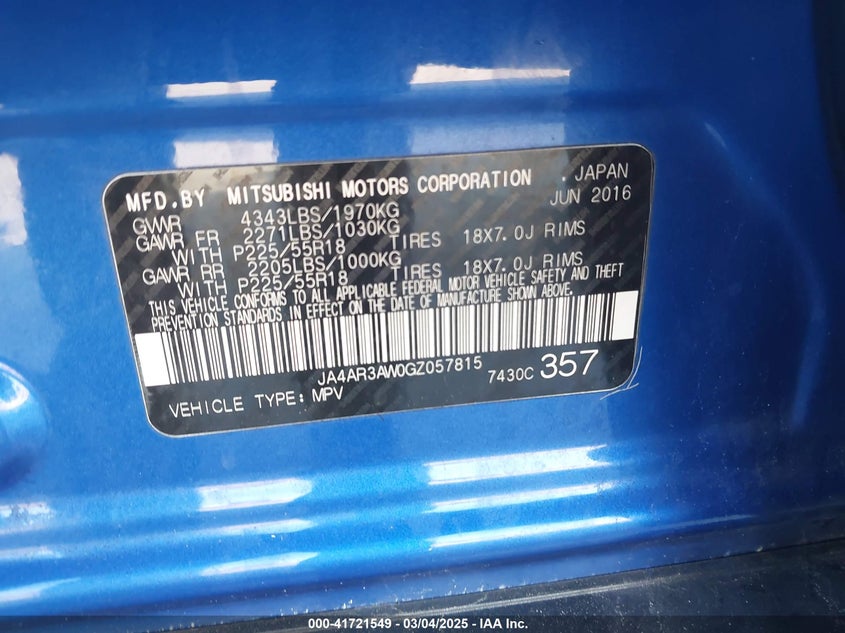 MFD.BY MITSUBISHI MOTORS CORPORATION JAPAN
JUN 2016
GVWR 4343LBS/1970KG
GAWR FR 2271LBS/1030KG
WITH P225/55R18 TIRES 18X7.0J RIMS
GAWR RR 2205LBS/1000KG
WITH P225/55R18 TIRES 18X7.0J RIMS
THIS VEHICLE CONFORMS TO ALL APPLICABLE FEDERAL MOTOR VEHICLE SAFETY AND THEFT
PREVENTION STANDARDS IN EFFECT ON THE DATE OF MANUFACTURE SHOWN ABOVE.
JA4AR3AW0GZ057815
7430C 357
VEHICLE TYPE: MPV
000-41721549 — 03/04/2025 — IAA Inc.